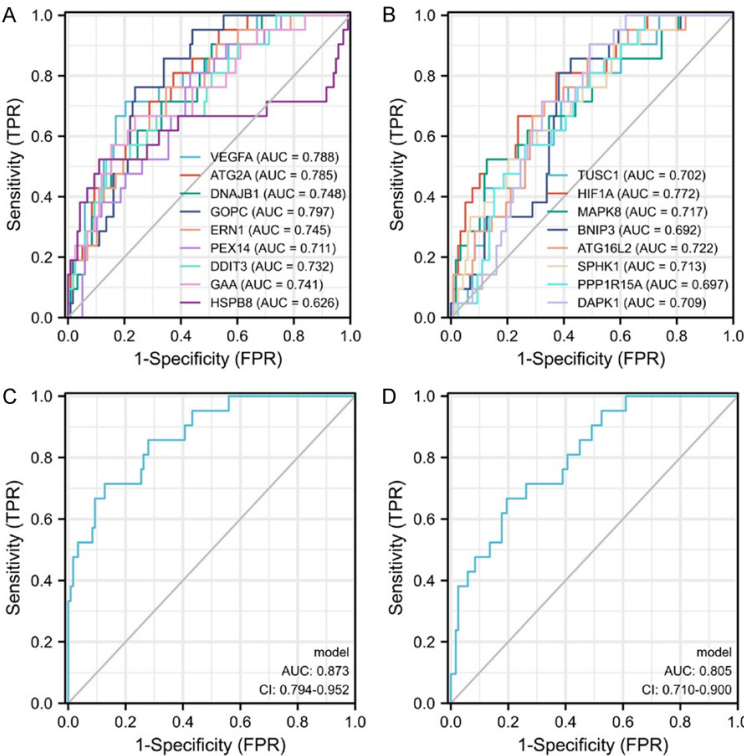 A
1.0
0.8
0.6
0.4
0.2
0.0
Sensitivity (TPR)
VEGFA (AUC = 0.788)
ATG2A (AUC = 0.785)
DNAJB1 (AUC = 0.748)
GOPC (AUC = 0.797)
ERN1 (AUC = 0.745)
PEX14 (AUC = 0.711)
DDIT3 (AUC = 0.732)
GAA (AUC = 0.741)
HSPB8 (AUC = 0.626)
0.0 0.2 0.4 0.6 0.8 1.0
1-Specificity (FPR)
B
1.0
0.8
0.6
0.4
0.2
0.0
Sensitivity (TPR)
TUSC1 (AUC = 0.702)
HIF1A (AUC = 0.772)
MAPK8 (AUC = 0.717)
BNIP3 (AUC = 0.692)
ATG16L2 (AUC = 0.722)
SPHK1 (AUC = 0.713)
PPP1R15A (AUC = 0.697)
DAPK1 (AUC = 0.709)
0.0 0.2 0.4 0.6 0.8 1.0
1-Specificity (FPR)
C
1.0
0.8
0.6
0.4
0.2
0.0
Sensitivity (TPR)
model
AUC: 0.873
CI: 0.794-0.952
0.0 0.2 0.4 0.6 0.8 1.0
1-Specificity (FPR)
D
1.0
0.8
0.6
0.4
0.2
0.0
Sensitivity (TPR)
model
AUC: 0.805
CI: 0.710-0.900
0.0 0.2 0.4 0.6 0.8 1.0
1-Specificity (FPR)